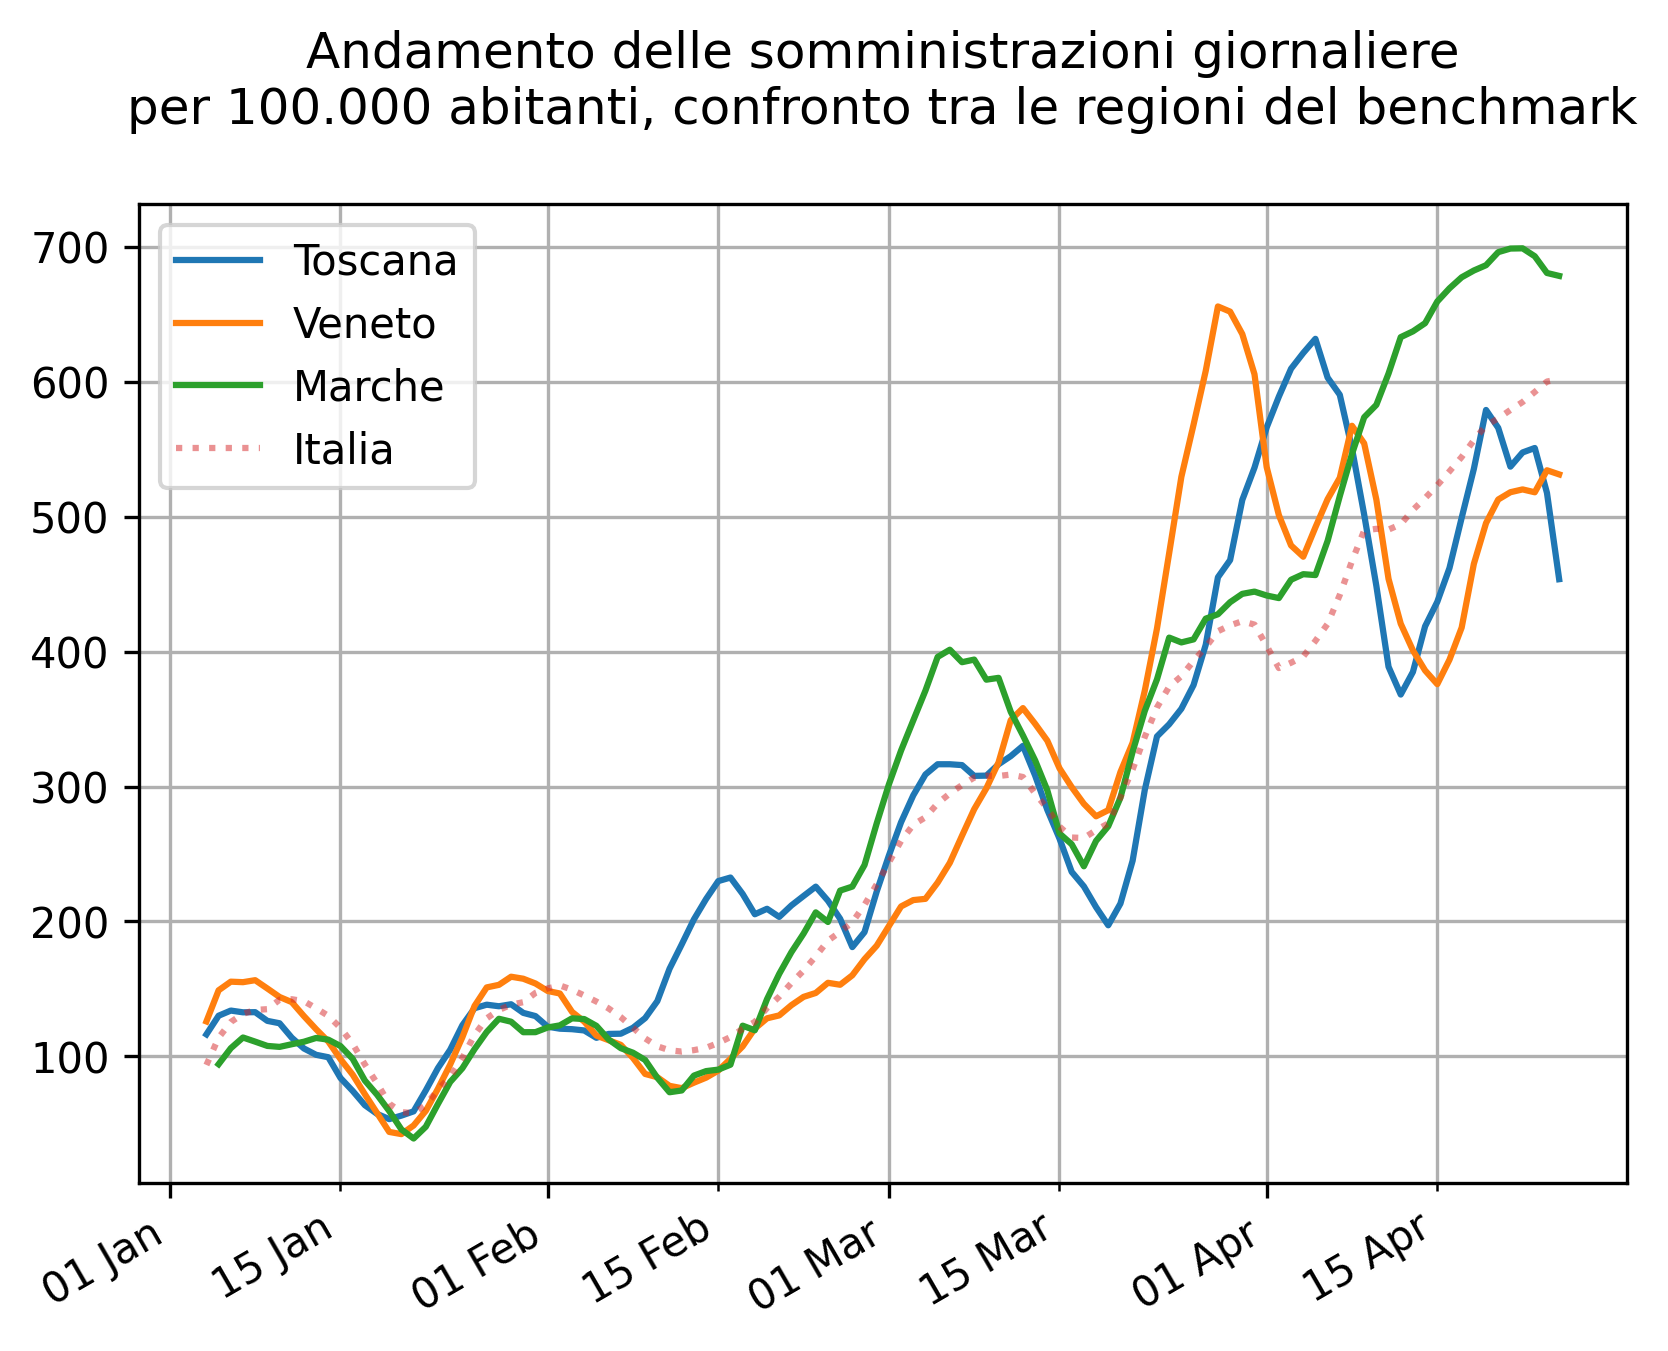 Andamento delle somministrazioni giornaliere
per 100.000 abitanti, confronto tra le regioni del benchmark
Toscana
Veneto
Marche
Italia
700
600
500
400
300
200
100
01 Jan
15 Jan
01 Feb
15 Feb
01 Mar
15 Mar
01 Apr
15 Apr